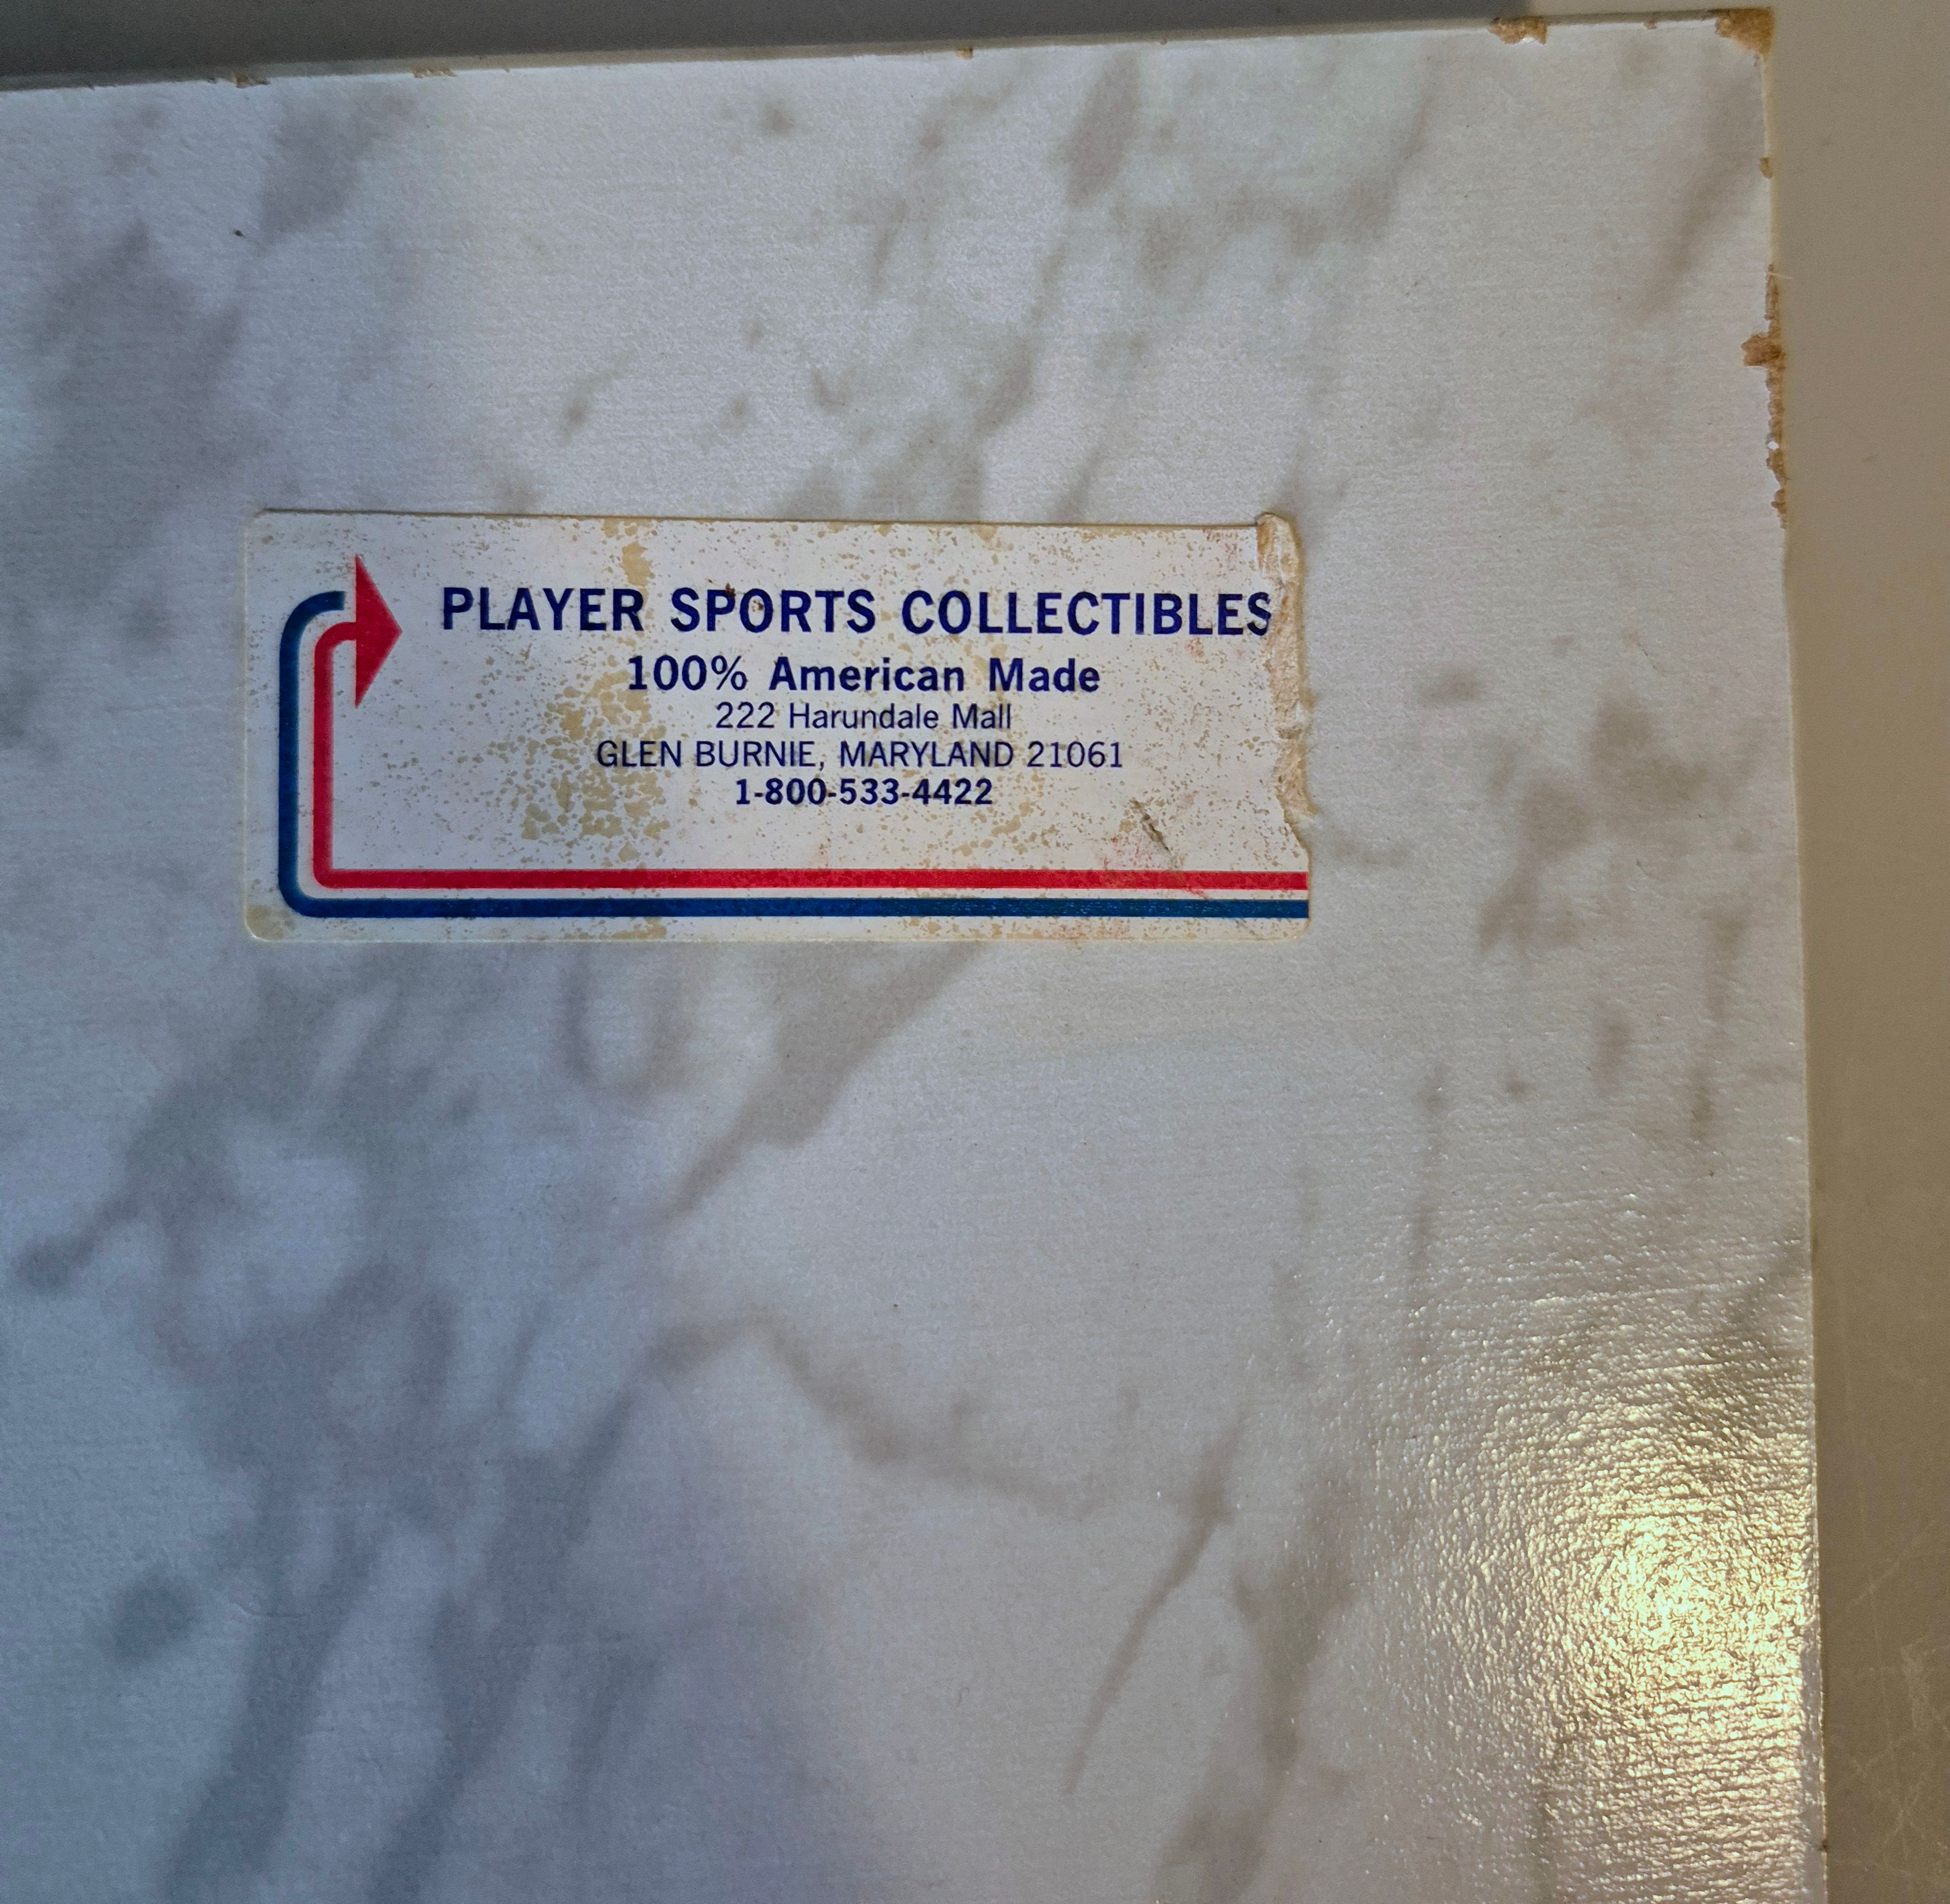 PLAYER SPORTS COLLECTIBLES
100% American Made
222 Harundale Mall
GLEN BURNIE, MARYLAND 21061
1-800-533-4422